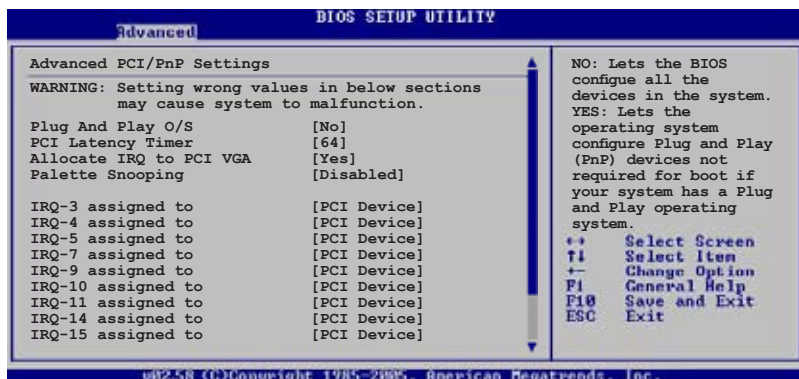 BIOS SETUP UTILITY
Advanced
Advanced PCI/PnP Settings
WARNING: Setting wrong values in below sections
may cause system to malfunction.
Plug And Play O/S [No]
PCI Latency Timer [64]
Allocate IRQ to PCI VGA [Yes]
Palette Snooping [Disabled]
IRQ-3 assigned to [PCI Device]
IRQ-4 assigned to [PCI Device]
IRQ-5 assigned to [PCI Device]
IRQ-7 assigned to [PCI Device]
IRQ-9 assigned to [PCI Device]
IRQ-10 assigned to [PCI Device]
IRQ-11 assigned to [PCI Device]
IRQ-14 assigned to [PCI Device]
IRQ-15 assigned to [PCI Device]
NO: Lets the BIOS
configue all the
devices in the system.
YES: Lets the
operating system
configure Plug and Play
(PnP) devices not
required for boot if
your system has a Plug
and Play operating
system.
←→ Select Screen
↑↓ Select Item
+- Change Option
F1 General Help
F10 Save and Exit
ESC Exit
v02.58 (C)Copyright 1985-2005, American Megatrends, Inc.